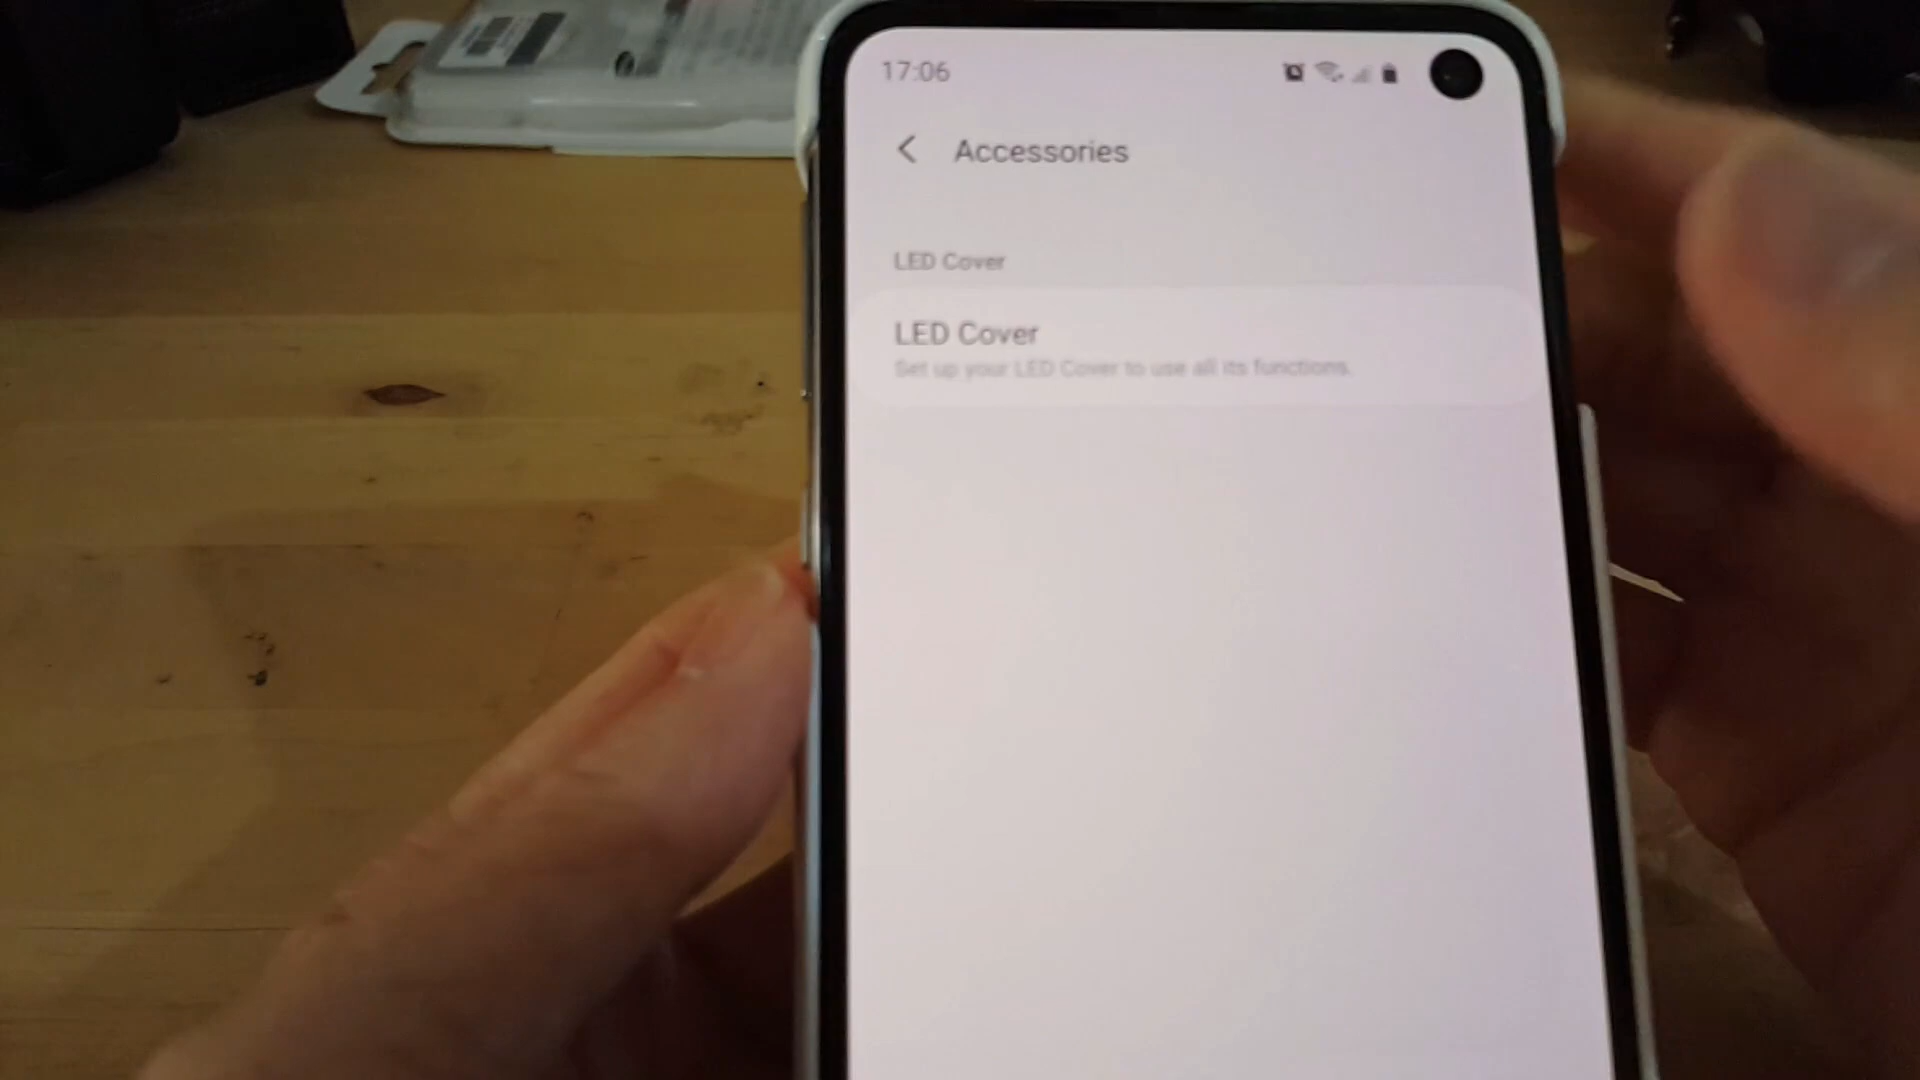 17:06
Accessories
LED Cover
LED Cover
Set up your LED Cover to use all its functions.